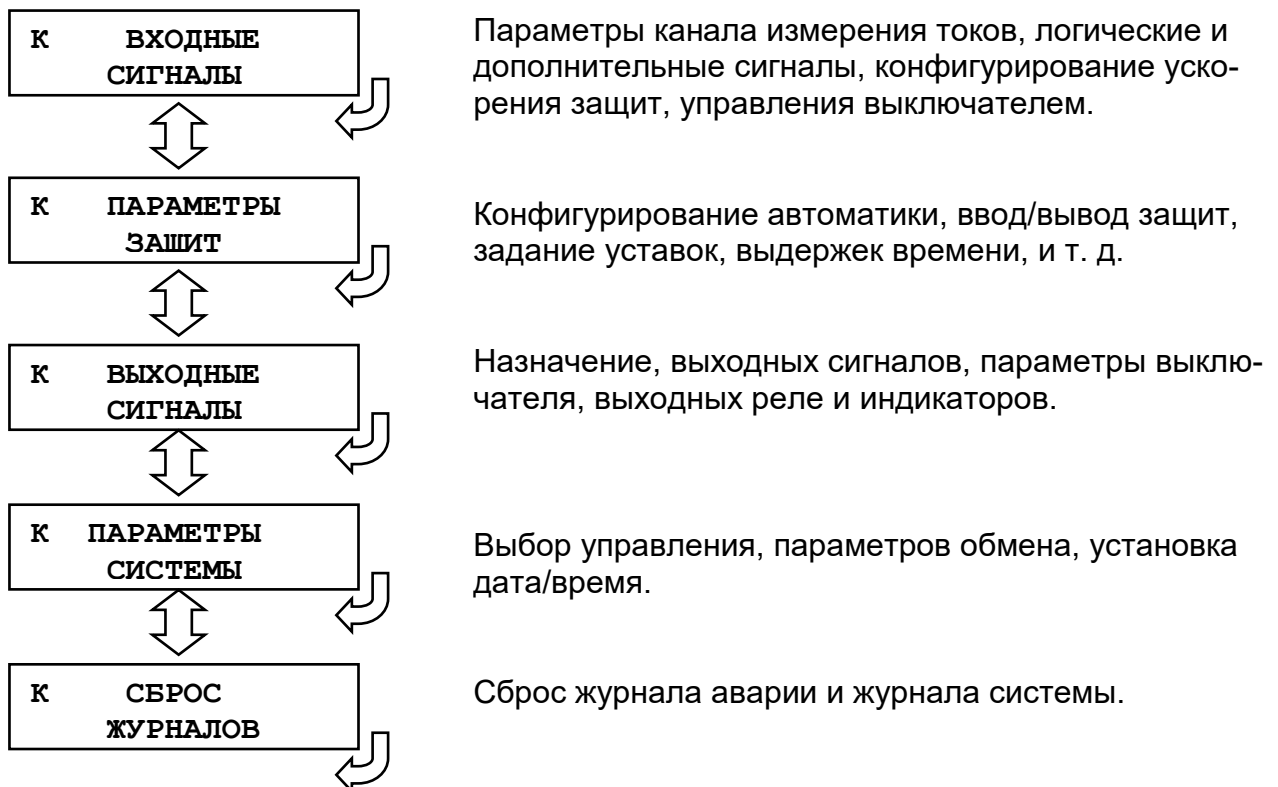 К ВХОДНЫЕ
СИГНАЛЫ
Параметры канала измерения токов, логические и
дополнительные сигналы, конфигурирование уско-
рения защит, управления выключателем.
К ПАРАМЕТРЫ
ЗАШИТ
Конфигурирование автоматики, ввод/вывод защит,
задание уставок, выдержек времени, и т. д.
К ВЫХОДНЫЕ
СИГНАЛЫ
Назначение, выходных сигналов, параметры выклю-
чателя, выходных реле и индикаторов.
К ПАРАМЕТРЫ
СИСТЕМЫ
Выбор управления, параметров обмена, установка
дата/время.
К СБРОС
ЖУРНАЛОВ
Сброс журнала аварии и журнала системы.